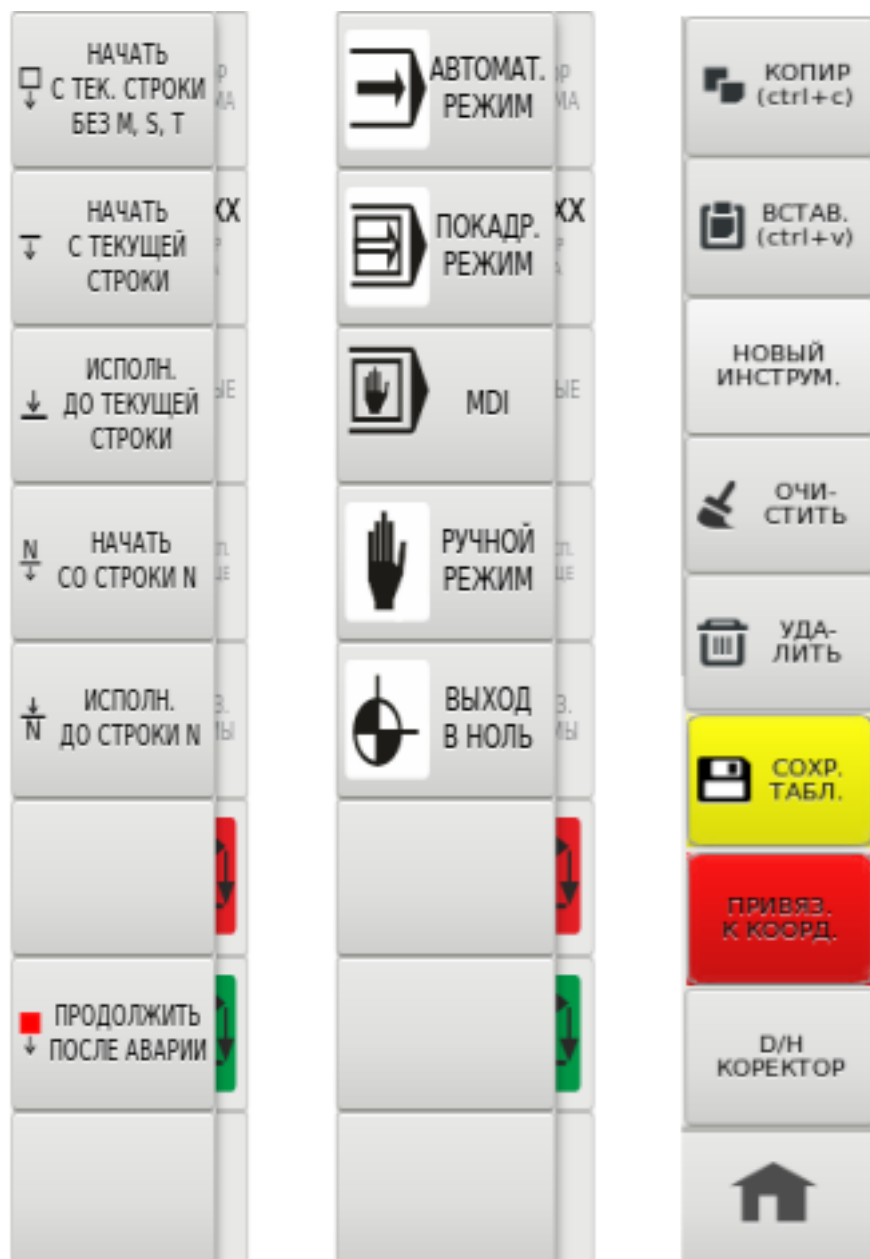 НАЧАТЬ
С ТЕК. СТРОКИ
БЕЗ M, S, T
НАЧАТЬ
С ТЕКУЩЕЙ
СТРОКИ
ИСПОЛН.
ДО ТЕКУЩЕЙ
СТРОКИ
N
НАЧАТЬ
СО СТРОКИ N
N
ИСПОЛН.
ДО СТРОКИ N
ПРОДОЛЖИТЬ
ПОСЛЕ АВАРИИ
АВТОМАТ.
РЕЖИМ
ПОКАДР.
РЕЖИМ
MDI
РУЧНОЙ
РЕЖИМ
ВЫХОД
В НОЛЬ
КОПИР
(ctrl+c)
ВСТАВ.
(ctrl+v)
НОВЫЙ
ИНСТРУМ.
ОЧИ-
СТИТЬ
УДА-
ЛИТЬ
СОХР.
ТАБЛ.
ПРИВЯЗ.
К КООРД.
D/H
КОРЕКТОР